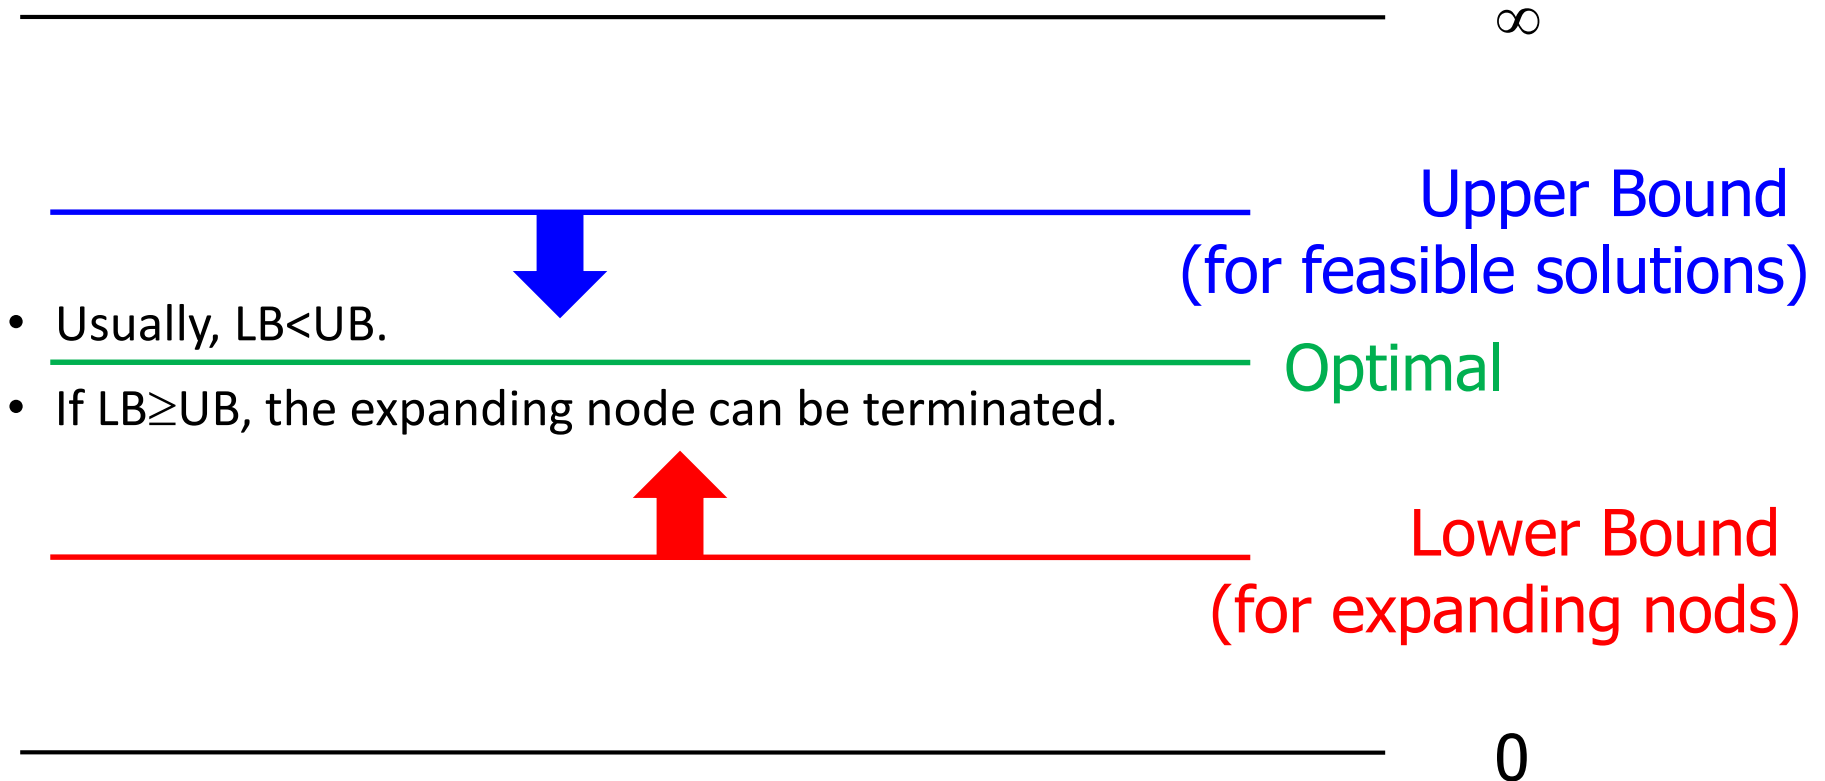 ∞
Upper Bound
(for feasible solutions)
• Usually, LB<UB.
Optimal
• If LB≥UB, the expanding node can be terminated.
Lower Bound
(for expanding nods)
0